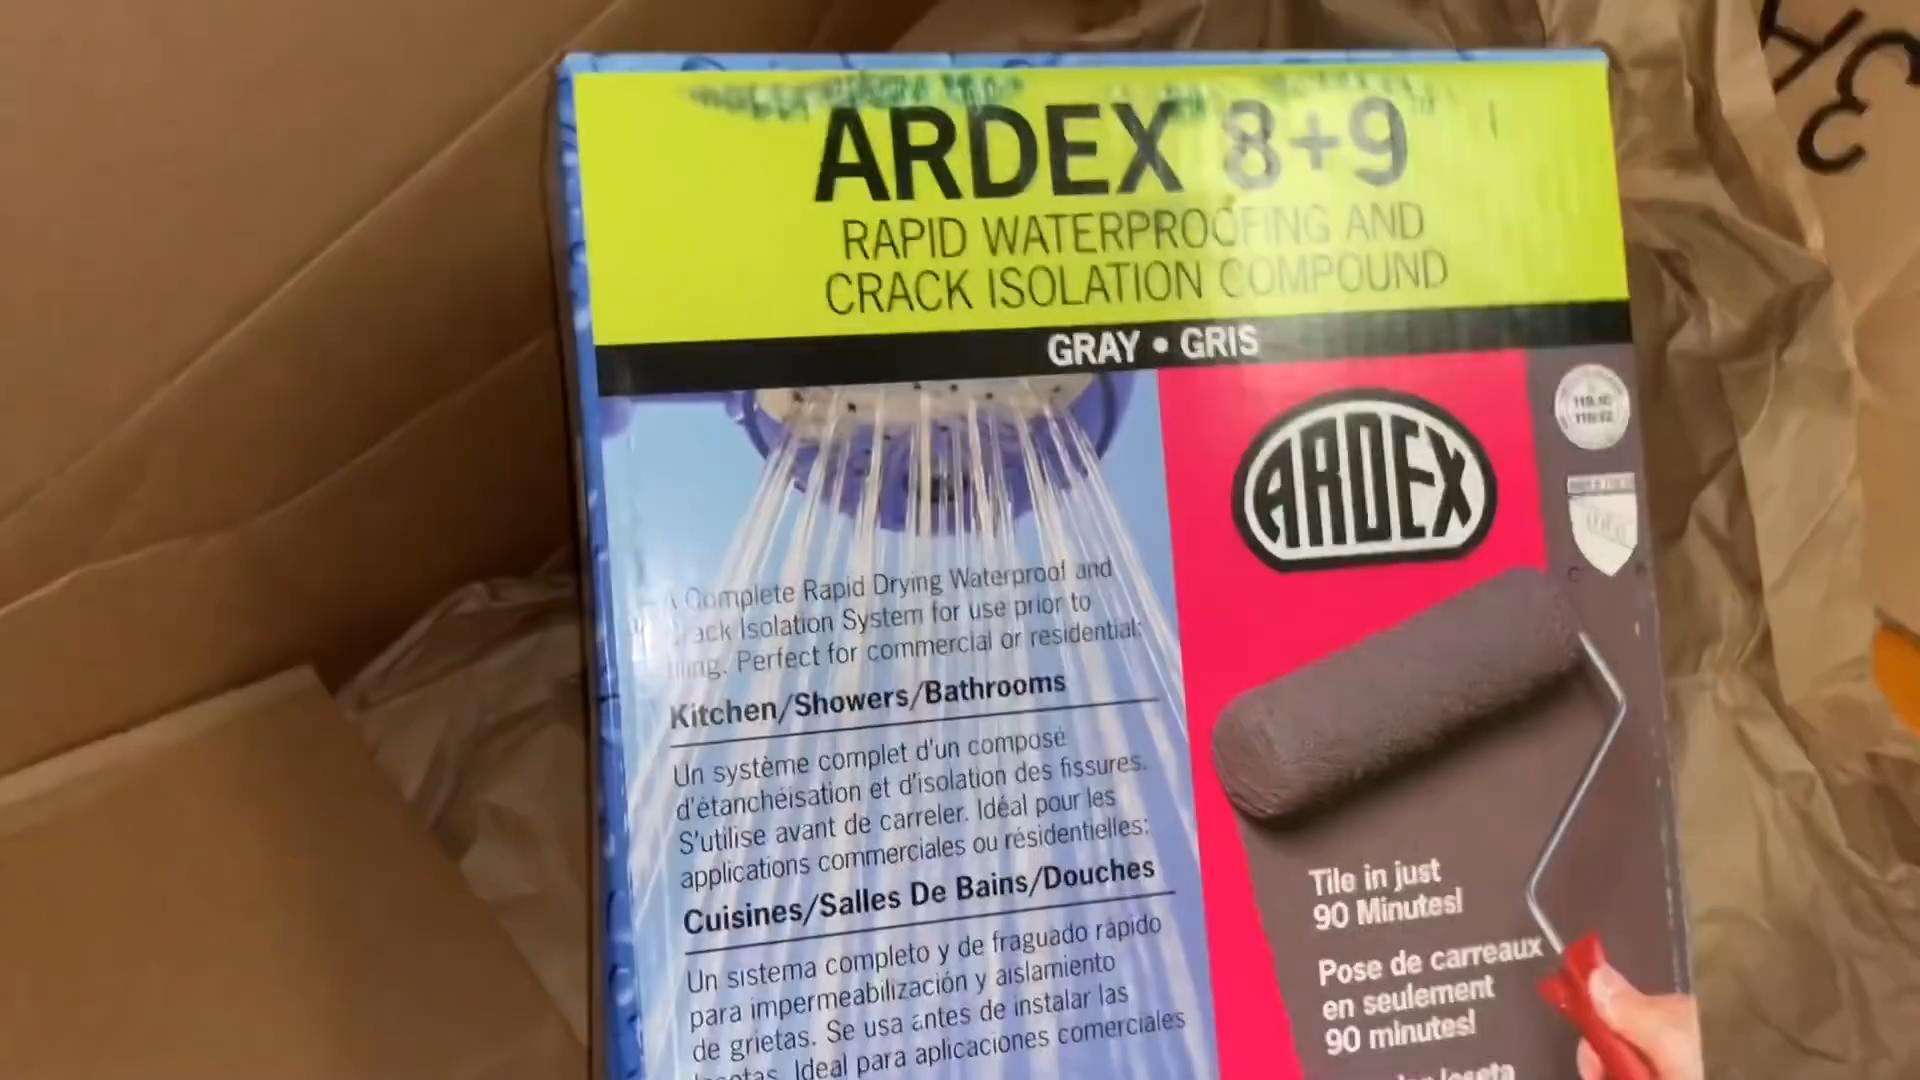 ARDEX 8+9™
RAPID WATERPROOFING AND
CRACK ISOLATION COMPOUND
GRAY • GRIS
ARDEX
A Complete Rapid Drying Waterproof and
Isolation System for use prior to
Perfect for commercial or residential:
Kitchen/Showers/Bathrooms
Un système complet d'un composé
d'étanchéisation et d'isolation des fissures.
S'utilise avant de carreler. Idéal pour les
applications commerciales ou résidentielles:
Cuisines/Salles De Bains/Douches
Un sistema completo y de fraguado rápido
para impermeabilización y aislamiento
de grietas. Se usa antes de instalar las
Ideal para aplicaciones comerciales
Tile in just
90 Minutes!
Pose de carreaux
en seulement
90 minutes!